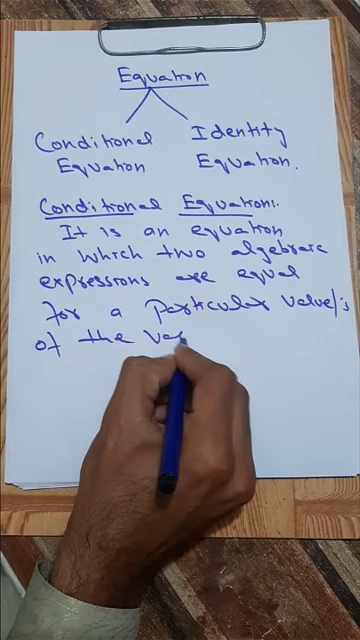 Equation
Conditional Identity
Equation Equation.
Conditional Equation:
It is an equation
in which two algebraic
expressions are equal
for a particular value/s
of the Var